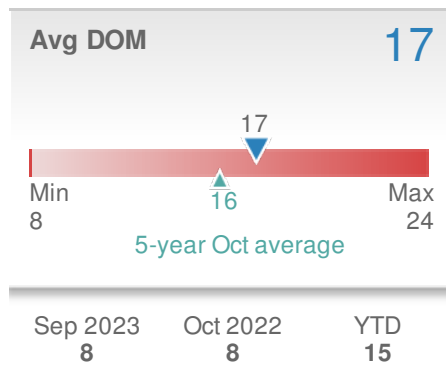 Avg DOM 17
17
Min Max
8 16 24
5-year Oct average
Sep 2023 Oct 2022 YTD
8 8 15